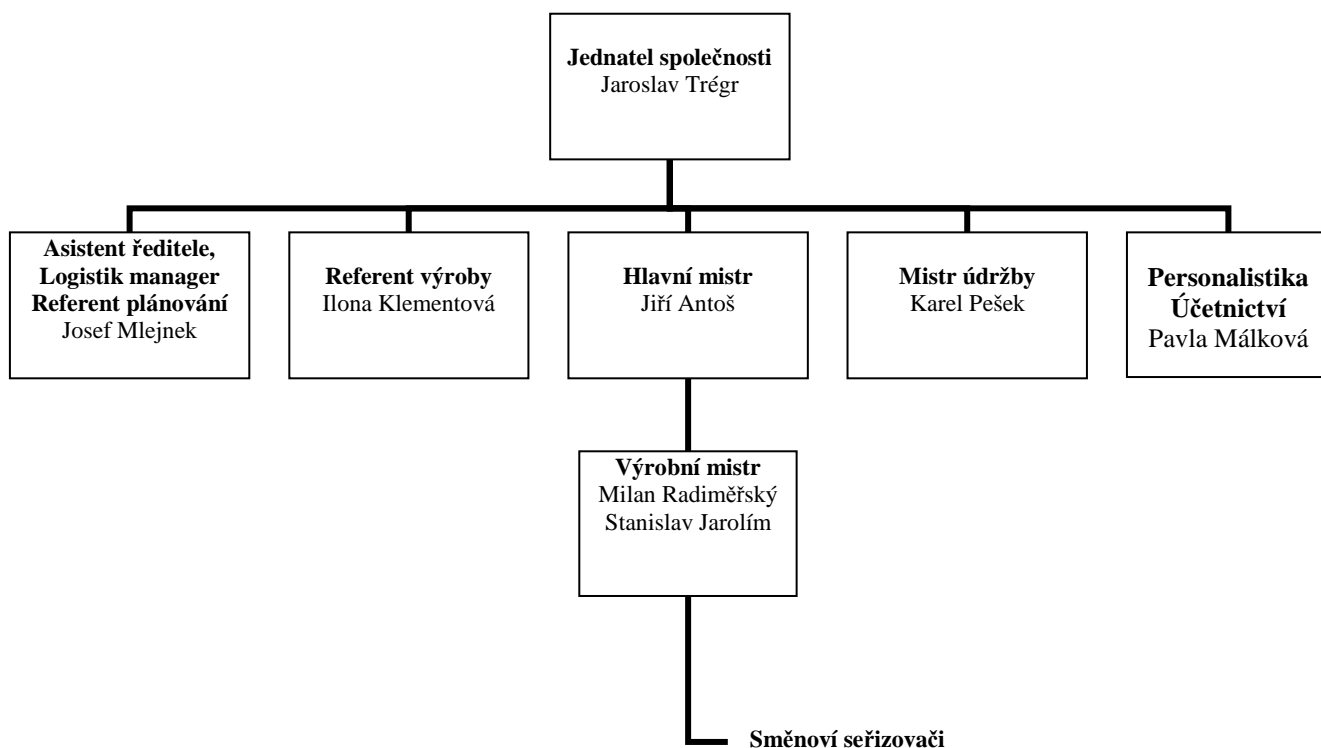 Jednatel společnosti
Jaroslav Trégr
Asistent ředitele,
Logistik manager
Referent plánování
Josef Mlejnek
Referent výroby
Ilona Klementová
Hlavní mistr
Jiří Antoš
Mistr údržby
Karel Pešek
Personalistika
Účetnictví
Pavla Málková
Výrobní mistr
Milan Radiměřský
Stanislav Jarolím
Směnoví seřizovači